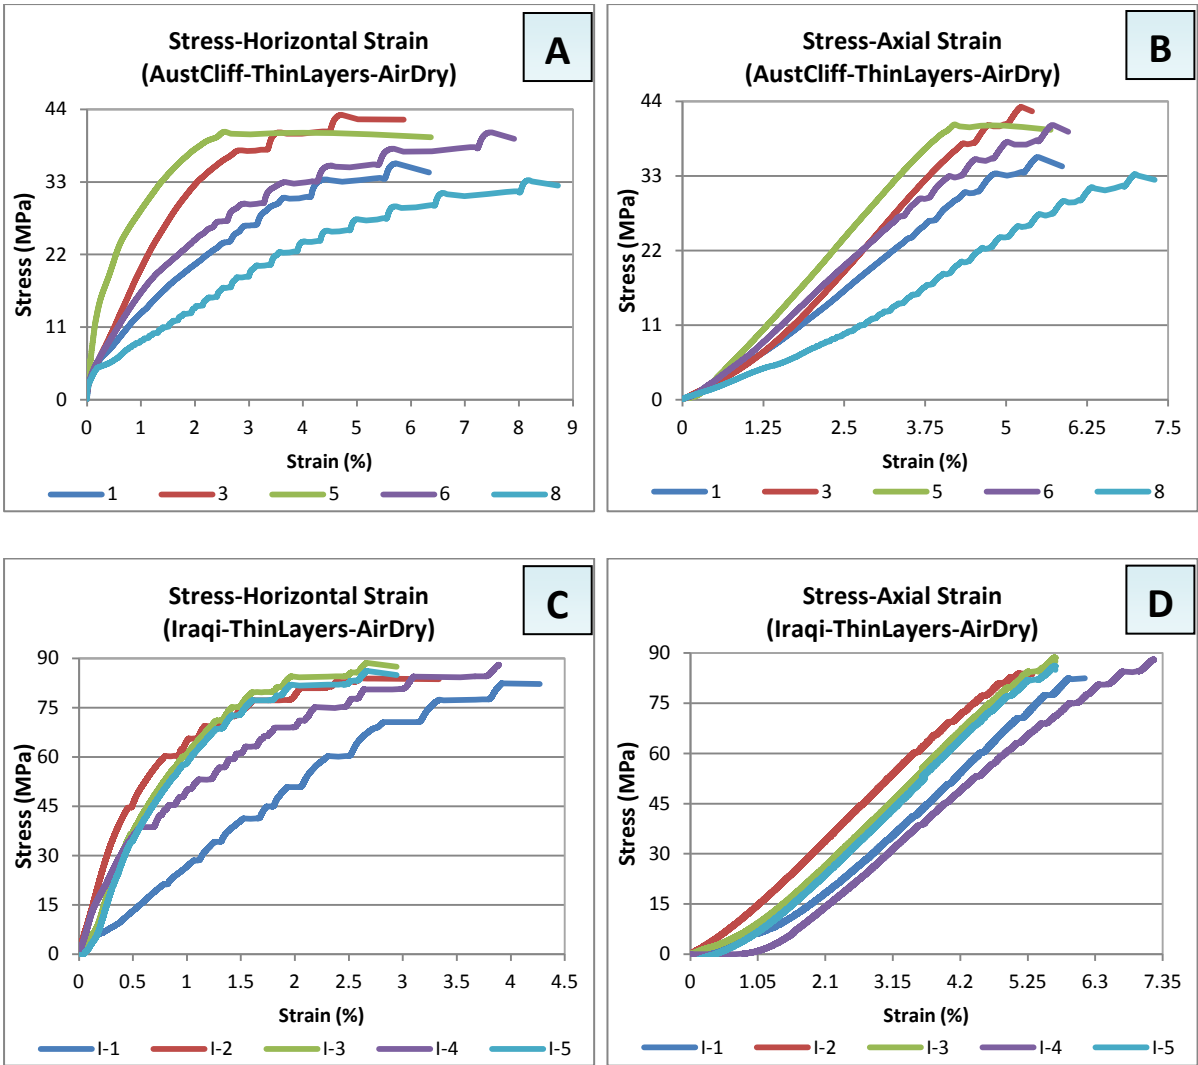 Stress-Horizontal Strain
(AustCliff-ThinLayers-AirDry)
A
Stress (MPa)
44
33
22
11
0
0 1 2 3 4 5 6 7 8 9
Strain (%)
1 3 5 6 8
Stress-Axial Strain
(AustCliff-ThinLayers-AirDry)
B
Stress (MPa)
44
33
22
11
0
0 1.25 2.5 3.75 5 6.25 7.5
Strain (%)
1 3 5 6 8
Stress-Horizontal Strain
(Iraqi-ThinLayers-AirDry)
C
Stress (MPa)
90
75
60
45
30
15
0
0 0.5 1 1.5 2 2.5 3 3.5 4 4.5
Strain (%)
I-1 I-2 I-3 I-4 I-5
Stress-Axial Strain
(Iraqi-ThinLayers-AirDry)
D
Stress (MPa)
90
75
60
45
30
15
0
0 1.05 2.1 3.15 4.2 5.25 6.3 7.35
Strain (%)
I-1 I-2 I-3 I-4 I-5